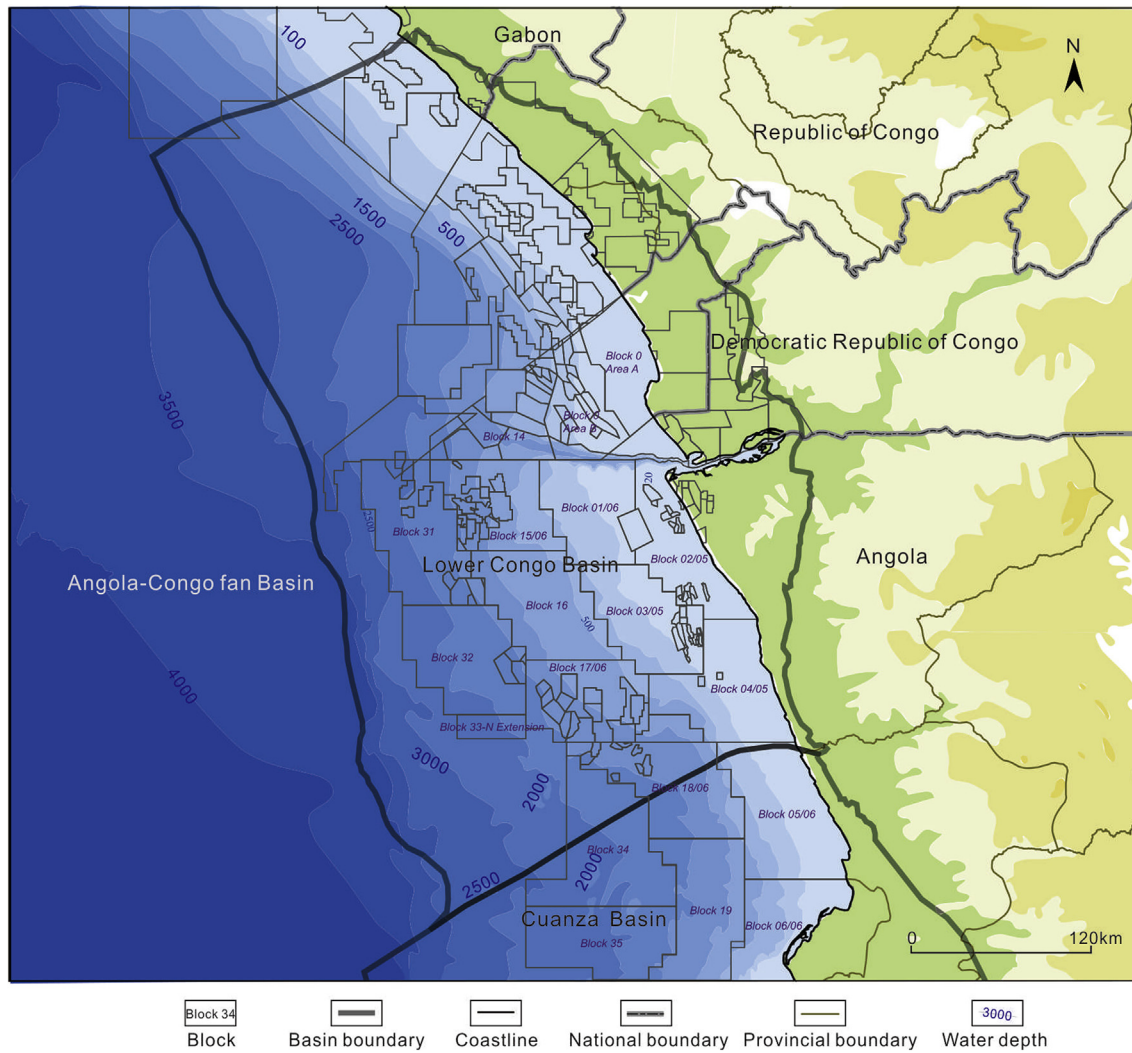 Gabon
100
N
Republic of Congo
1500
2500
500
Democratic Republic of Congo
Block 0
Area A
3500
Block 0
Area B
Block 14
20
Block 01/06
2500
Block 31
Block 15/06
Block 02/05
Angola
Lower Congo Basin
Angola-Congo fan Basin
Block 16
Block 03/05
500
Block 32
Block 17/06
4000
Block 04/05
Block 33-N Extension
3000
2000
Block 18/06
Block 05/06
Block 34
2000
2500
Cuanza Basin
Block 19
Block 06/06
Block 35
0
120km
Block 34
3000
Block
Basin boundary
Coastline
National boundary
Provincial boundary
Water depth